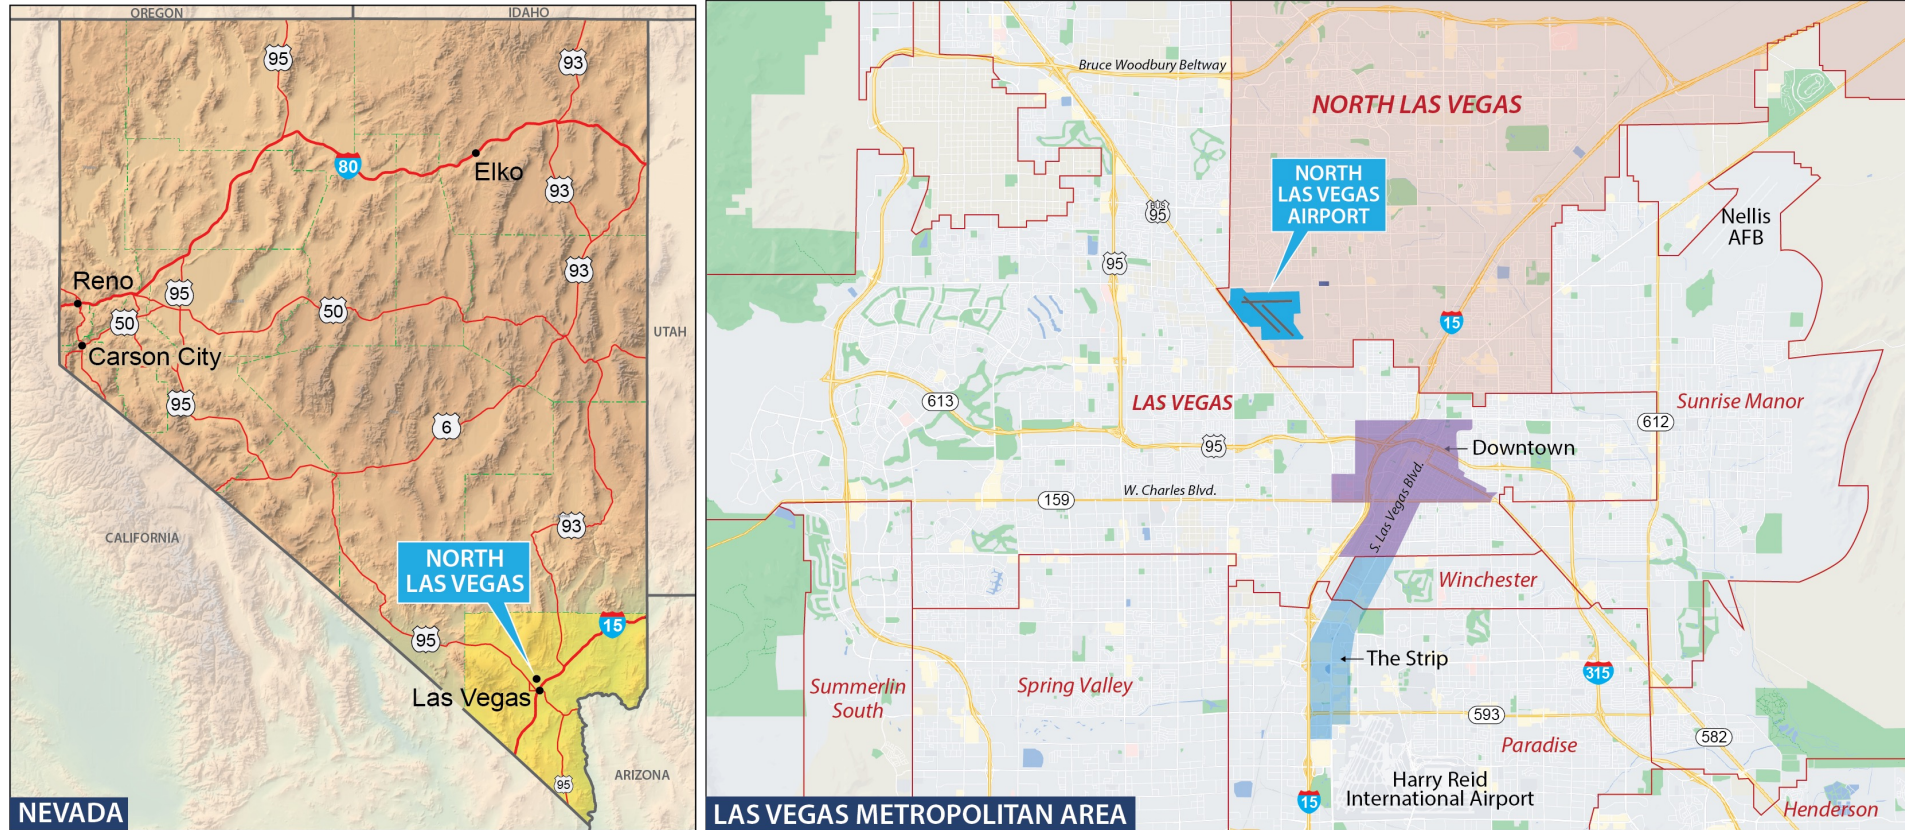 OREGON
IDAHO
95
93
80
Elko
93
Reno
95
93
50
50
UTAH
Carson City
95
6
93
CALIFORNIA
NORTH
LAS VEGAS
15
95
Las Vegas
ARIZONA
95
NEVADA
Bruce Woodbury Beltway
NORTH LAS VEGAS
NORTH
LAS VEGAS
AIRPORT
BUS
95
Nellis
AFB
95
15
613
LAS VEGAS
Sunrise Manor
612
95
Downtown
159
W. Charles Blvd.
S. Las Vegas Blvd.
Winchester
The Strip
315
Summerlin
South
Spring Valley
593
582
Paradise
Harry Reid
International Airport
15
Henderson
LAS VEGAS METROPOLITAN AREA